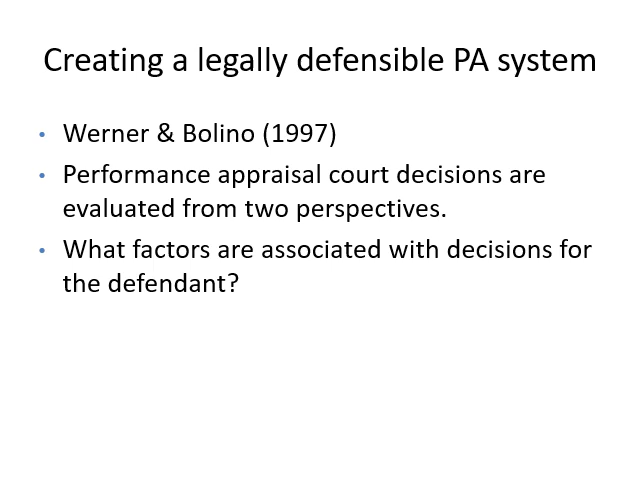 Creating a legally defensible PA system
• Werner & Bolino (1997)
• Performance appraisal court decisions are
evaluated from two perspectives.
• What factors are associated with decisions for
the defendant?